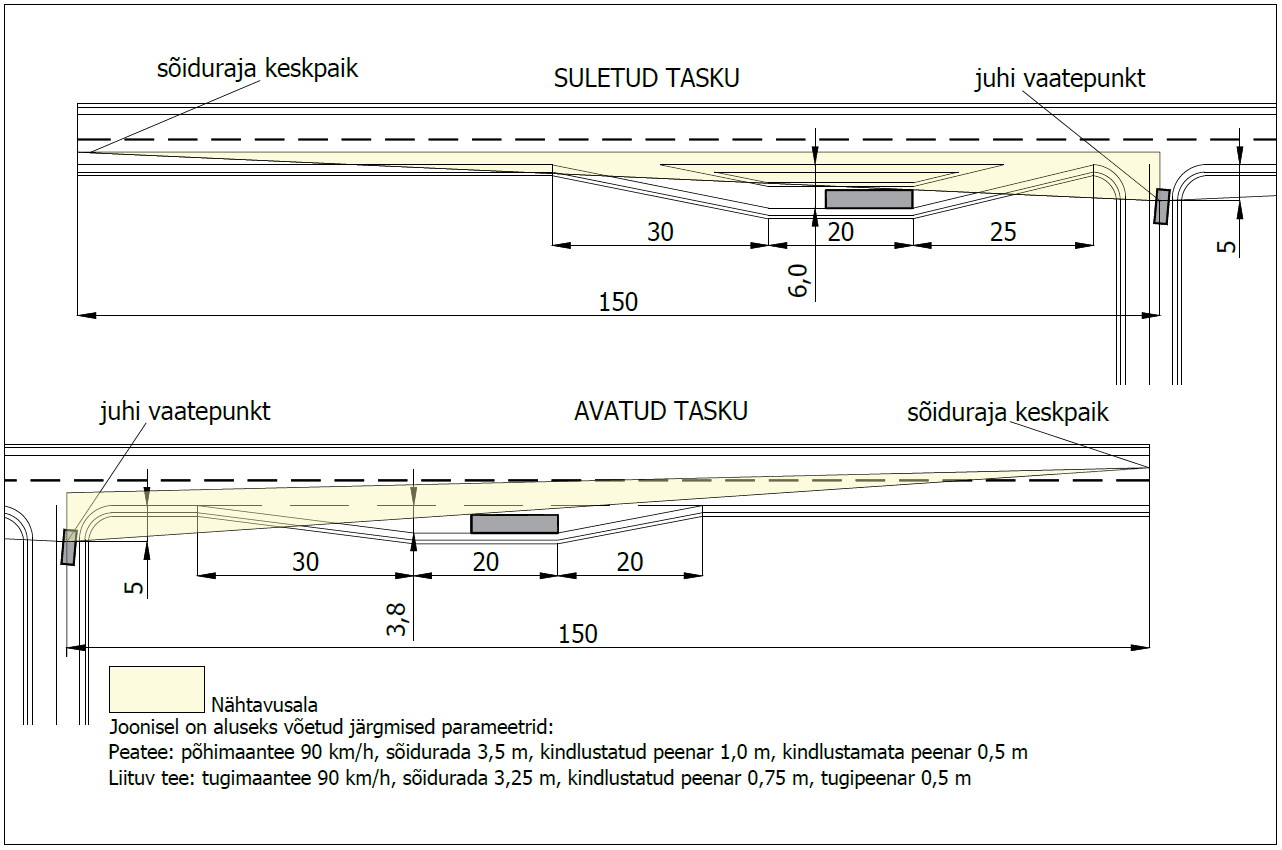 sõiduraja keskpaik
SULETUD TASKU
juhi vaatepunkt
30
20
25
5
6,0
150
juhi vaatepunkt
AVATUD TASKU
sõiduraja keskpaik
30
20
20
5
3,8
150
Nähtavusala
Joonisel on aluseks võetud järgmised parameetrid:
Peatee: põhimaantee 90 km/h, sõidurada 3,5 m, kindlustatud peenar 1,0 m, kindlustamata peenar 0,5 m
Liituv tee: tugimaantee 90 km/h, sõidurada 3,25 m, kindlustatud peenar 0,75 m, tugipeenar 0,5 m